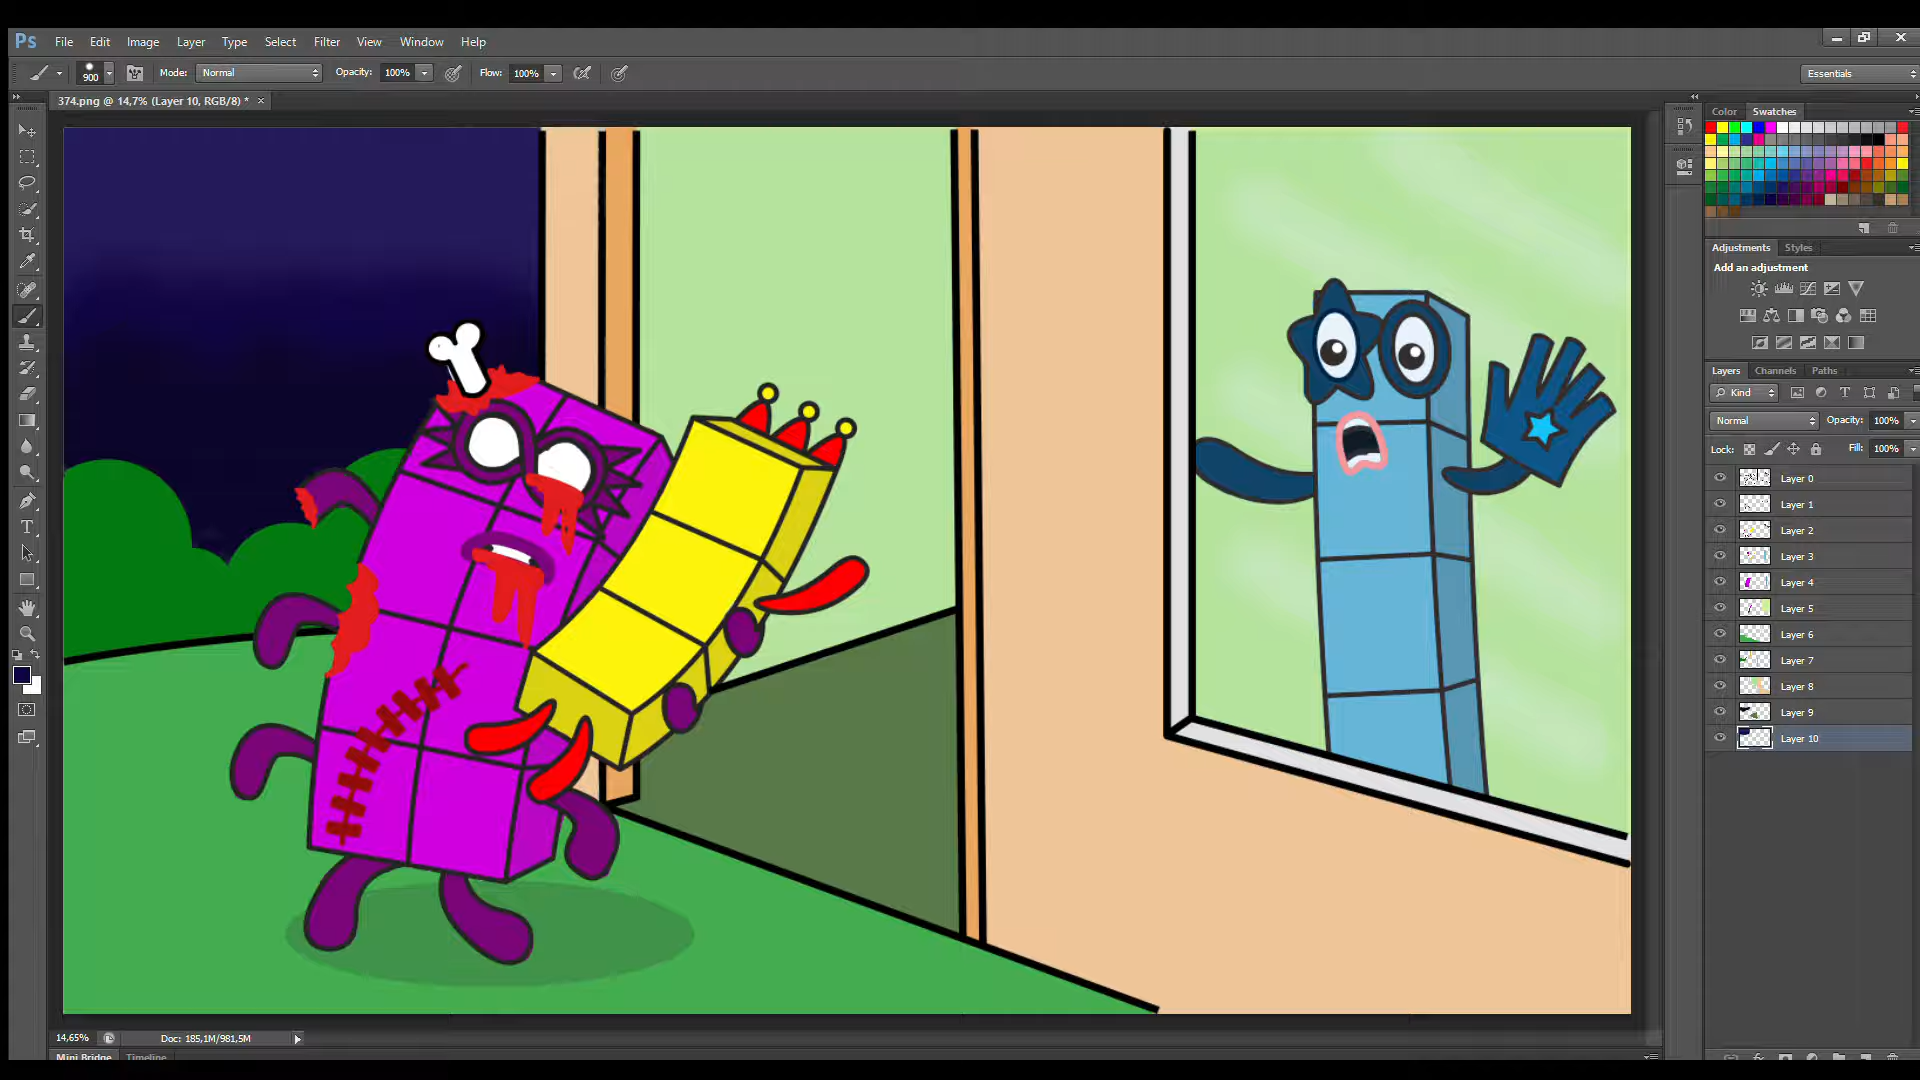 Ps File Edit Image Layer Type Select Filter View Window Help
900 Mode: Normal Opacity: 100% Flow: 100% Essentials
374.png @ 14,7% (Layer 10, RGB/8) * ×
Color Swatches
Adjustments Styles
Add an adjustment
Layers Channels Paths
Kind
Normal Opacity: 100%
Lock: Fill: 100%
Layer 0
Layer 1
Layer 2
Layer 3
Layer 4
Layer 5
Layer 6
Layer 7
Layer 8
Layer 9
Layer 10
14,65% Doc: 185,1M/981,5M
Mini Bridge Timeline